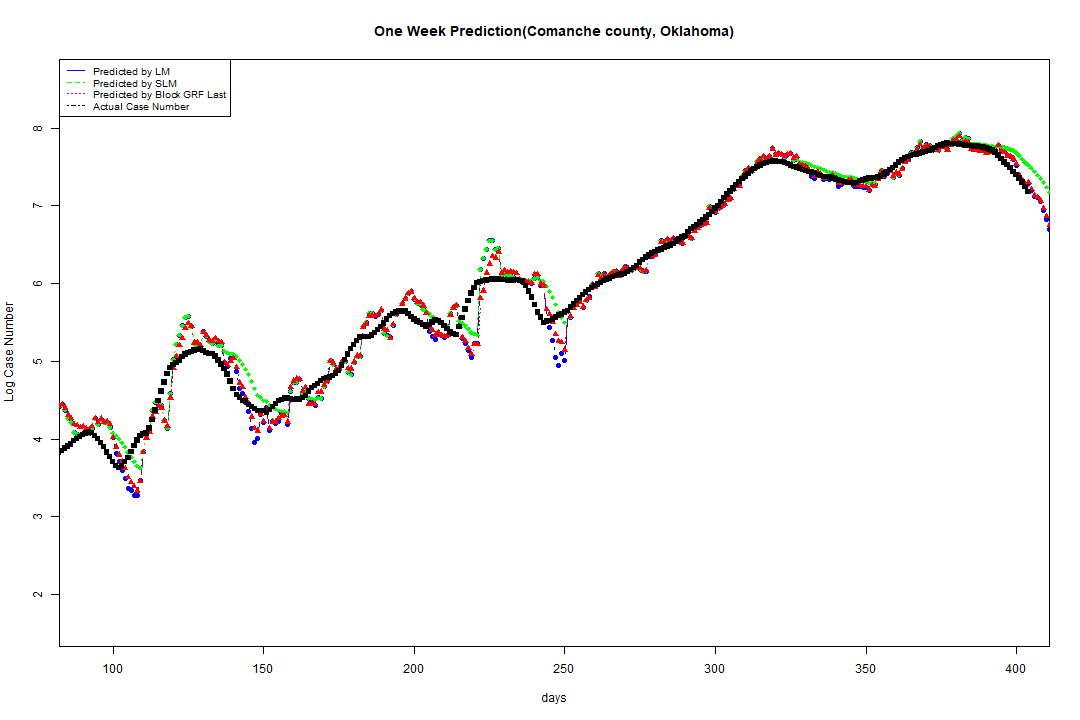 One Week Prediction(Comanche county, Oklahoma)
Predicted by LM
Predicted by SLM
Predicted by Block GRF Last
Actual Case Number
8
7
6
5
4
3
2
Log Case Number
100 150 200 250 300 350 400
days